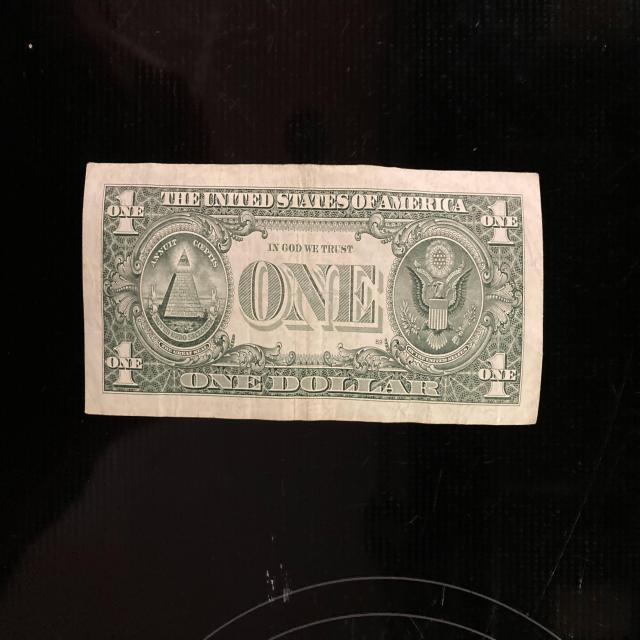 THE UNITED STATES OF AMERICA
1 ONE
ONE 1
ANNUIT CŒPTIS
IN GOD WE TRUST
ONE
1 ONE
ONE 1
ONE DOLLAR